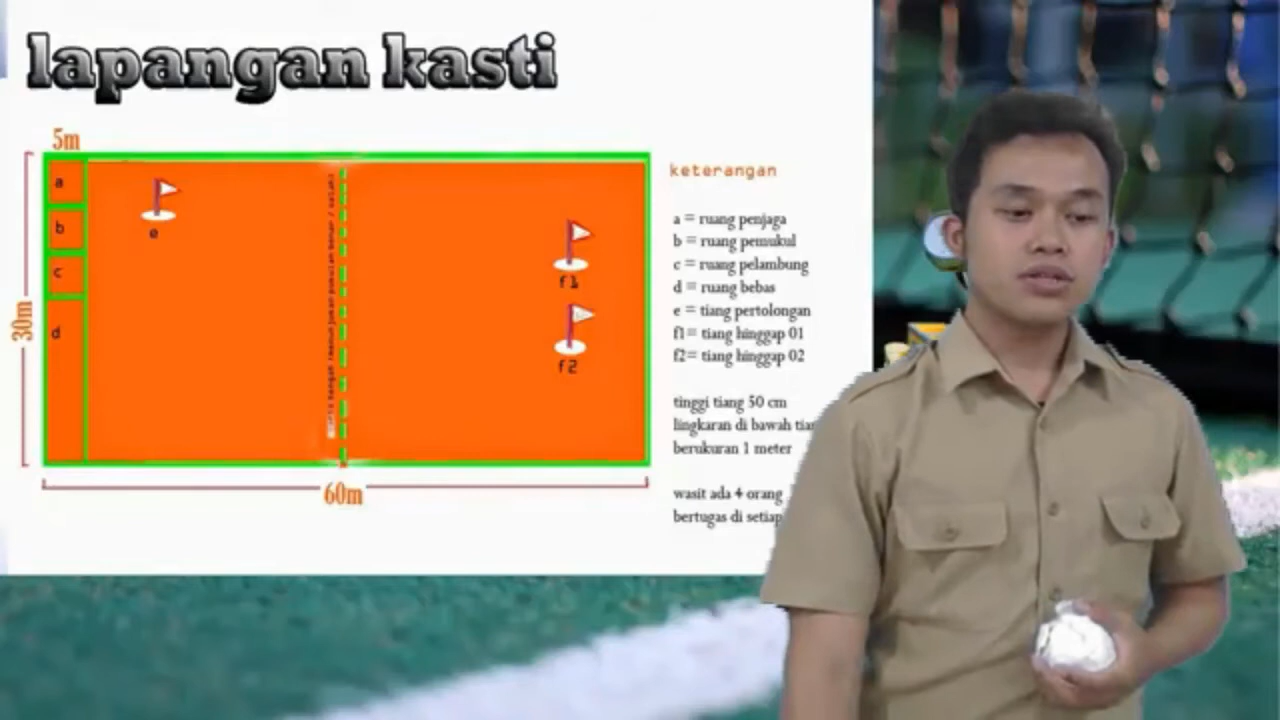 lapangan kasti
5m
a
b
c
d
e
f1
f2
30m
60m
keterangan
a = ruang penjaga
b = ruang pemukul
c = ruang pelambung
d = ruang bebas
e = tiang pertolongan
f1= tiang hinggap 01
f2= tiang hinggap 02
tinggi tiang 50 cm
lingkaran di bawah
berukuran 1 meter
wasit ada 4 orang
bertugas di setiap